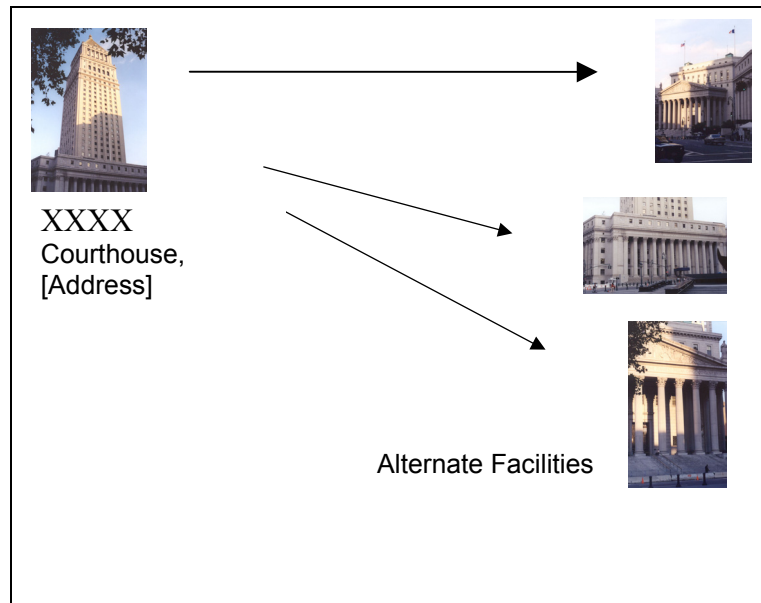 XXXX
Courthouse,
[Address]
Alternate Facilities